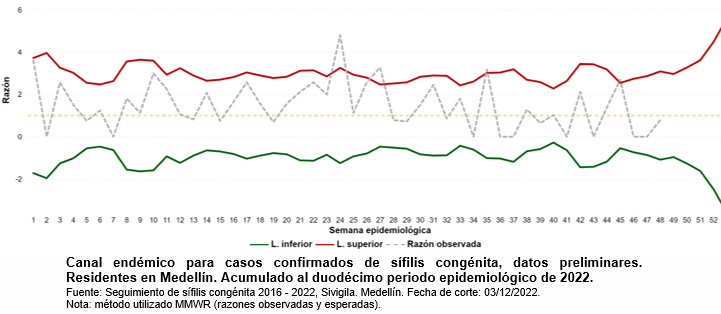 6
4
2
0
-2
Razón
1 2 3 4 5 6 7 8 9 10 11 12 13 14 15 16 17 18 19 20 21 22 23 24 25 26 27 28 29 30 31 32 33 34 35 36 37 38 39 40 41 42 43 44 45 46 47 48 49 50 51 52
Semana epidemiológica
L. inferior L. superior Razón observada
Canal endémico para casos confirmados de sífilis congénita, datos preliminares.
Residentes en Medellín. Acumulado al duodécimo periodo epidemiológico de 2022.
Fuente: Seguimiento de sífilis congénita 2016 - 2022, Sivigila. Medellín. Fecha de corte: 03/12/2022.
Nota: método utilizado MMWR (razones observadas y esperadas).